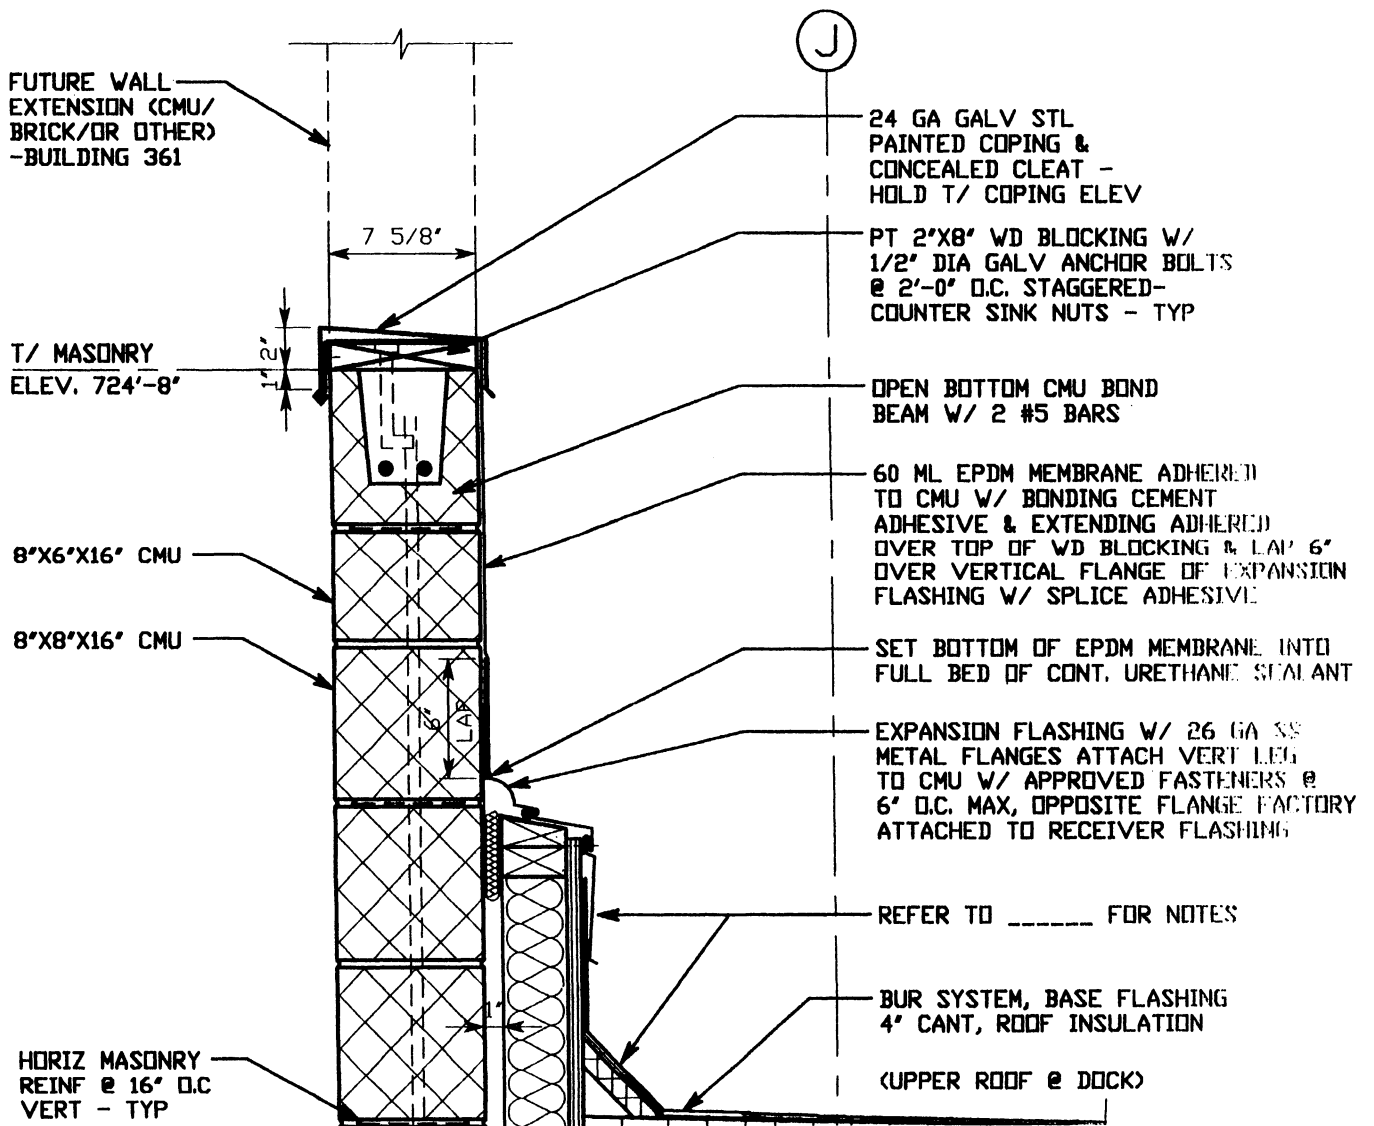 J
FUTURE WALL
EXTENSION (CMU/
BRICK/OR OTHER)
-BUILDING 361
24 GA GALV STL
PAINTED COPING &
CONCEALED CLEAT -
HOLD T/ COPING ELEV
7 5/8"
PT 2"X8" WD BLOCKING W/
1/2" DIA GALV ANCHOR BOLTS
@ 2'-0" O.C. STAGGERED-
COUNTER SINK NUTS - TYP
2"
1"
T/ MASONRY
ELEV. 724'-8"
OPEN BOTTOM CMU BOND
BEAM W/ 2 #5 BARS
60 ML EPDM MEMBRANE ADHERED
TO CMU W/ BONDING CEMENT
ADHESIVE & EXTENDING ADHERED
OVER TOP OF WD BLOCKING & LAP 6"
OVER VERTICAL FLANGE OF EXPANSION
FLASHING W/ SPLICE ADHESIVE
8"X6"X16" CMU
8"X8"X16" CMU
SET BOTTOM OF EPDM MEMBRANE INTO
FULL BED OF CONT. URETHANE SEALANT
6"
LAP
EXPANSION FLASHING W/ 26 GA SS
METAL FLANGES ATTACH VERT LEG
TO CMU W/ APPROVED FASTENERS @
6" O.C. MAX, OPPOSITE FLANGE FACTORY
ATTACHED TO RECEIVER FLASHING
REFER TO ______ FOR NOTES
1"
BUR SYSTEM, BASE FLASHING
4" CANT, ROOF INSULATION
(UPPER ROOF @ DOCK)
HORIZ MASONRY
REINF @ 16" O.C
VERT - TYP